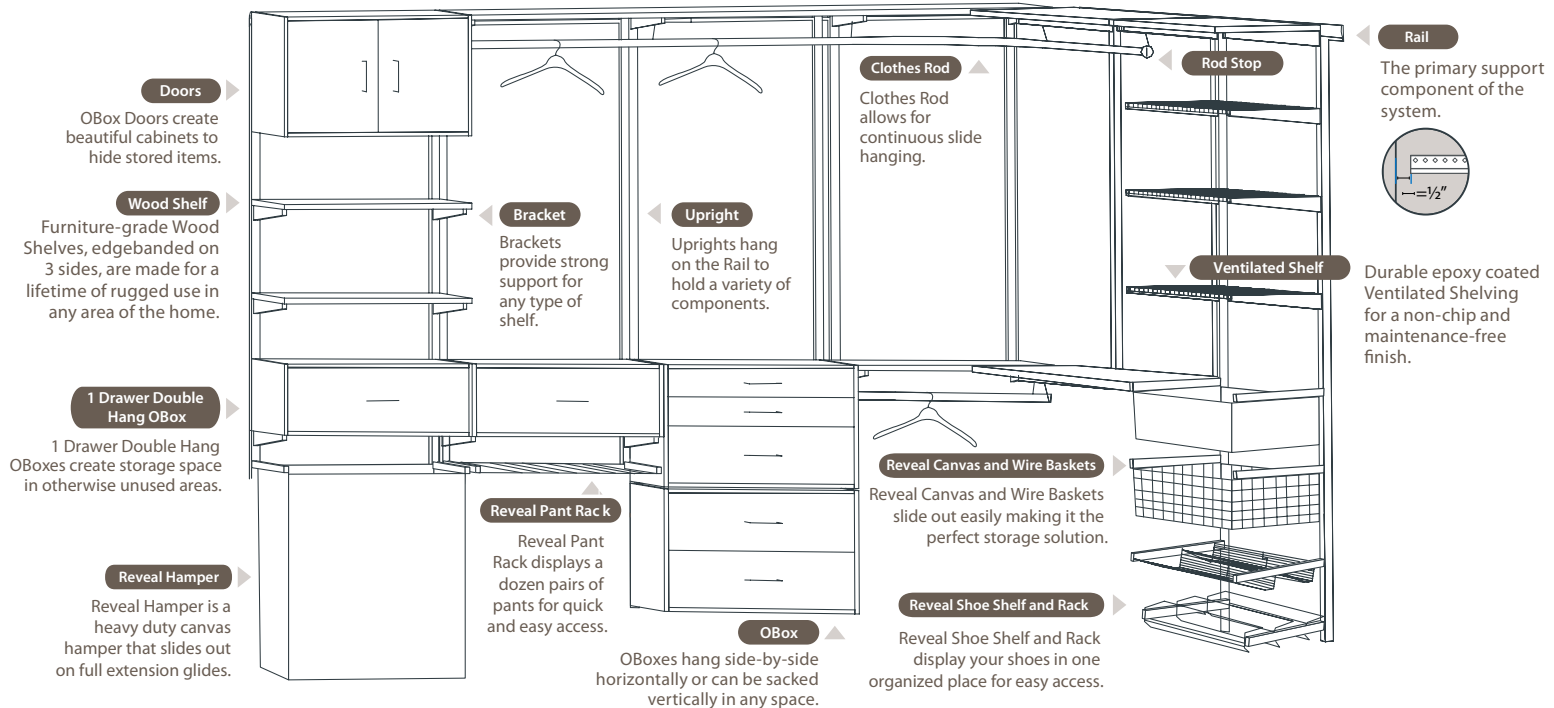 Doors
OBox Doors create
beautiful cabinets to
hide stored items.
Wood Shelf
Furniture-grade Wood
Shelves, edgebanded on
3 sides, are made for a
lifetime of rugged use in
any area of the home.
1 Drawer Double
Hang OBox
1 Drawer Double Hang
OBoxes create storage space
in otherwise unused areas.
Reveal Hamper
Reveal Hamper is a
heavy duty canvas
hamper that slides out
on full extension glides.
Bracket
Brackets
provide strong
support for
any type of
shelf.
Reveal Pant Rack
Reveal Pant
Rack displays a
dozen pairs of
pants for quick
and easy access.
Upright
Uprights hang
on the Rail to
hold a variety of
components.
OBox
OBoxes hang side-by-side
horizontally or can be sacked
vertically in any space.
Clothes Rod
Clothes Rod
allows for
continuous slide
hanging.
Reveal Canvas and Wire Baskets
Reveal Canvas and Wire Baskets
slide out easily making it the
perfect storage solution.
Reveal Shoe Shelf and Rack
Reveal Shoe Shelf and Rack
display your shoes in one
organized place for easy access.
Rod Stop
Rail
The primary support
component of the
system.
=½"
Ventilated Shelf
Durable epoxy coated
Ventilated Shelving
for a non-chip and
maintenance-free
finish.